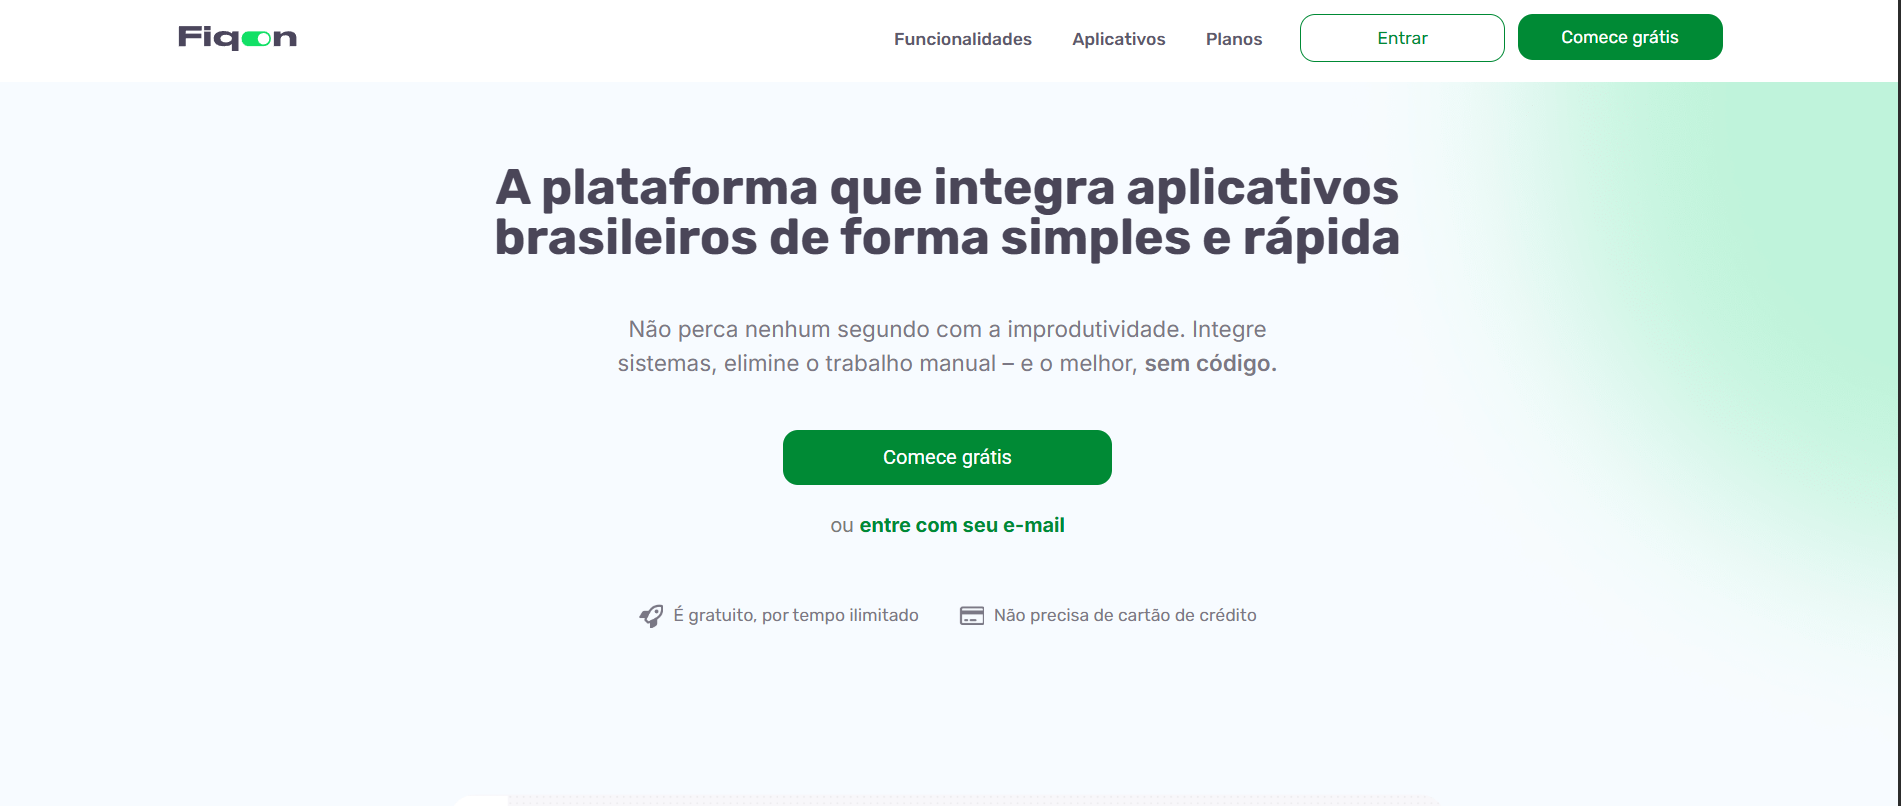 Fiqon
Funcionalidades
Aplicativos
Planos
Entrar
Comece grátis
A plataforma que integra aplicativos
brasileiros de forma simples e rápida
Não perca nenhum segundo com a improdutividade. Integre
sistemas, elimine o trabalho manual – e o melhor, sem código.
Comece grátis
ou entre com seu e-mail
É gratuito, por tempo ilimitado
Não precisa de cartão de crédito